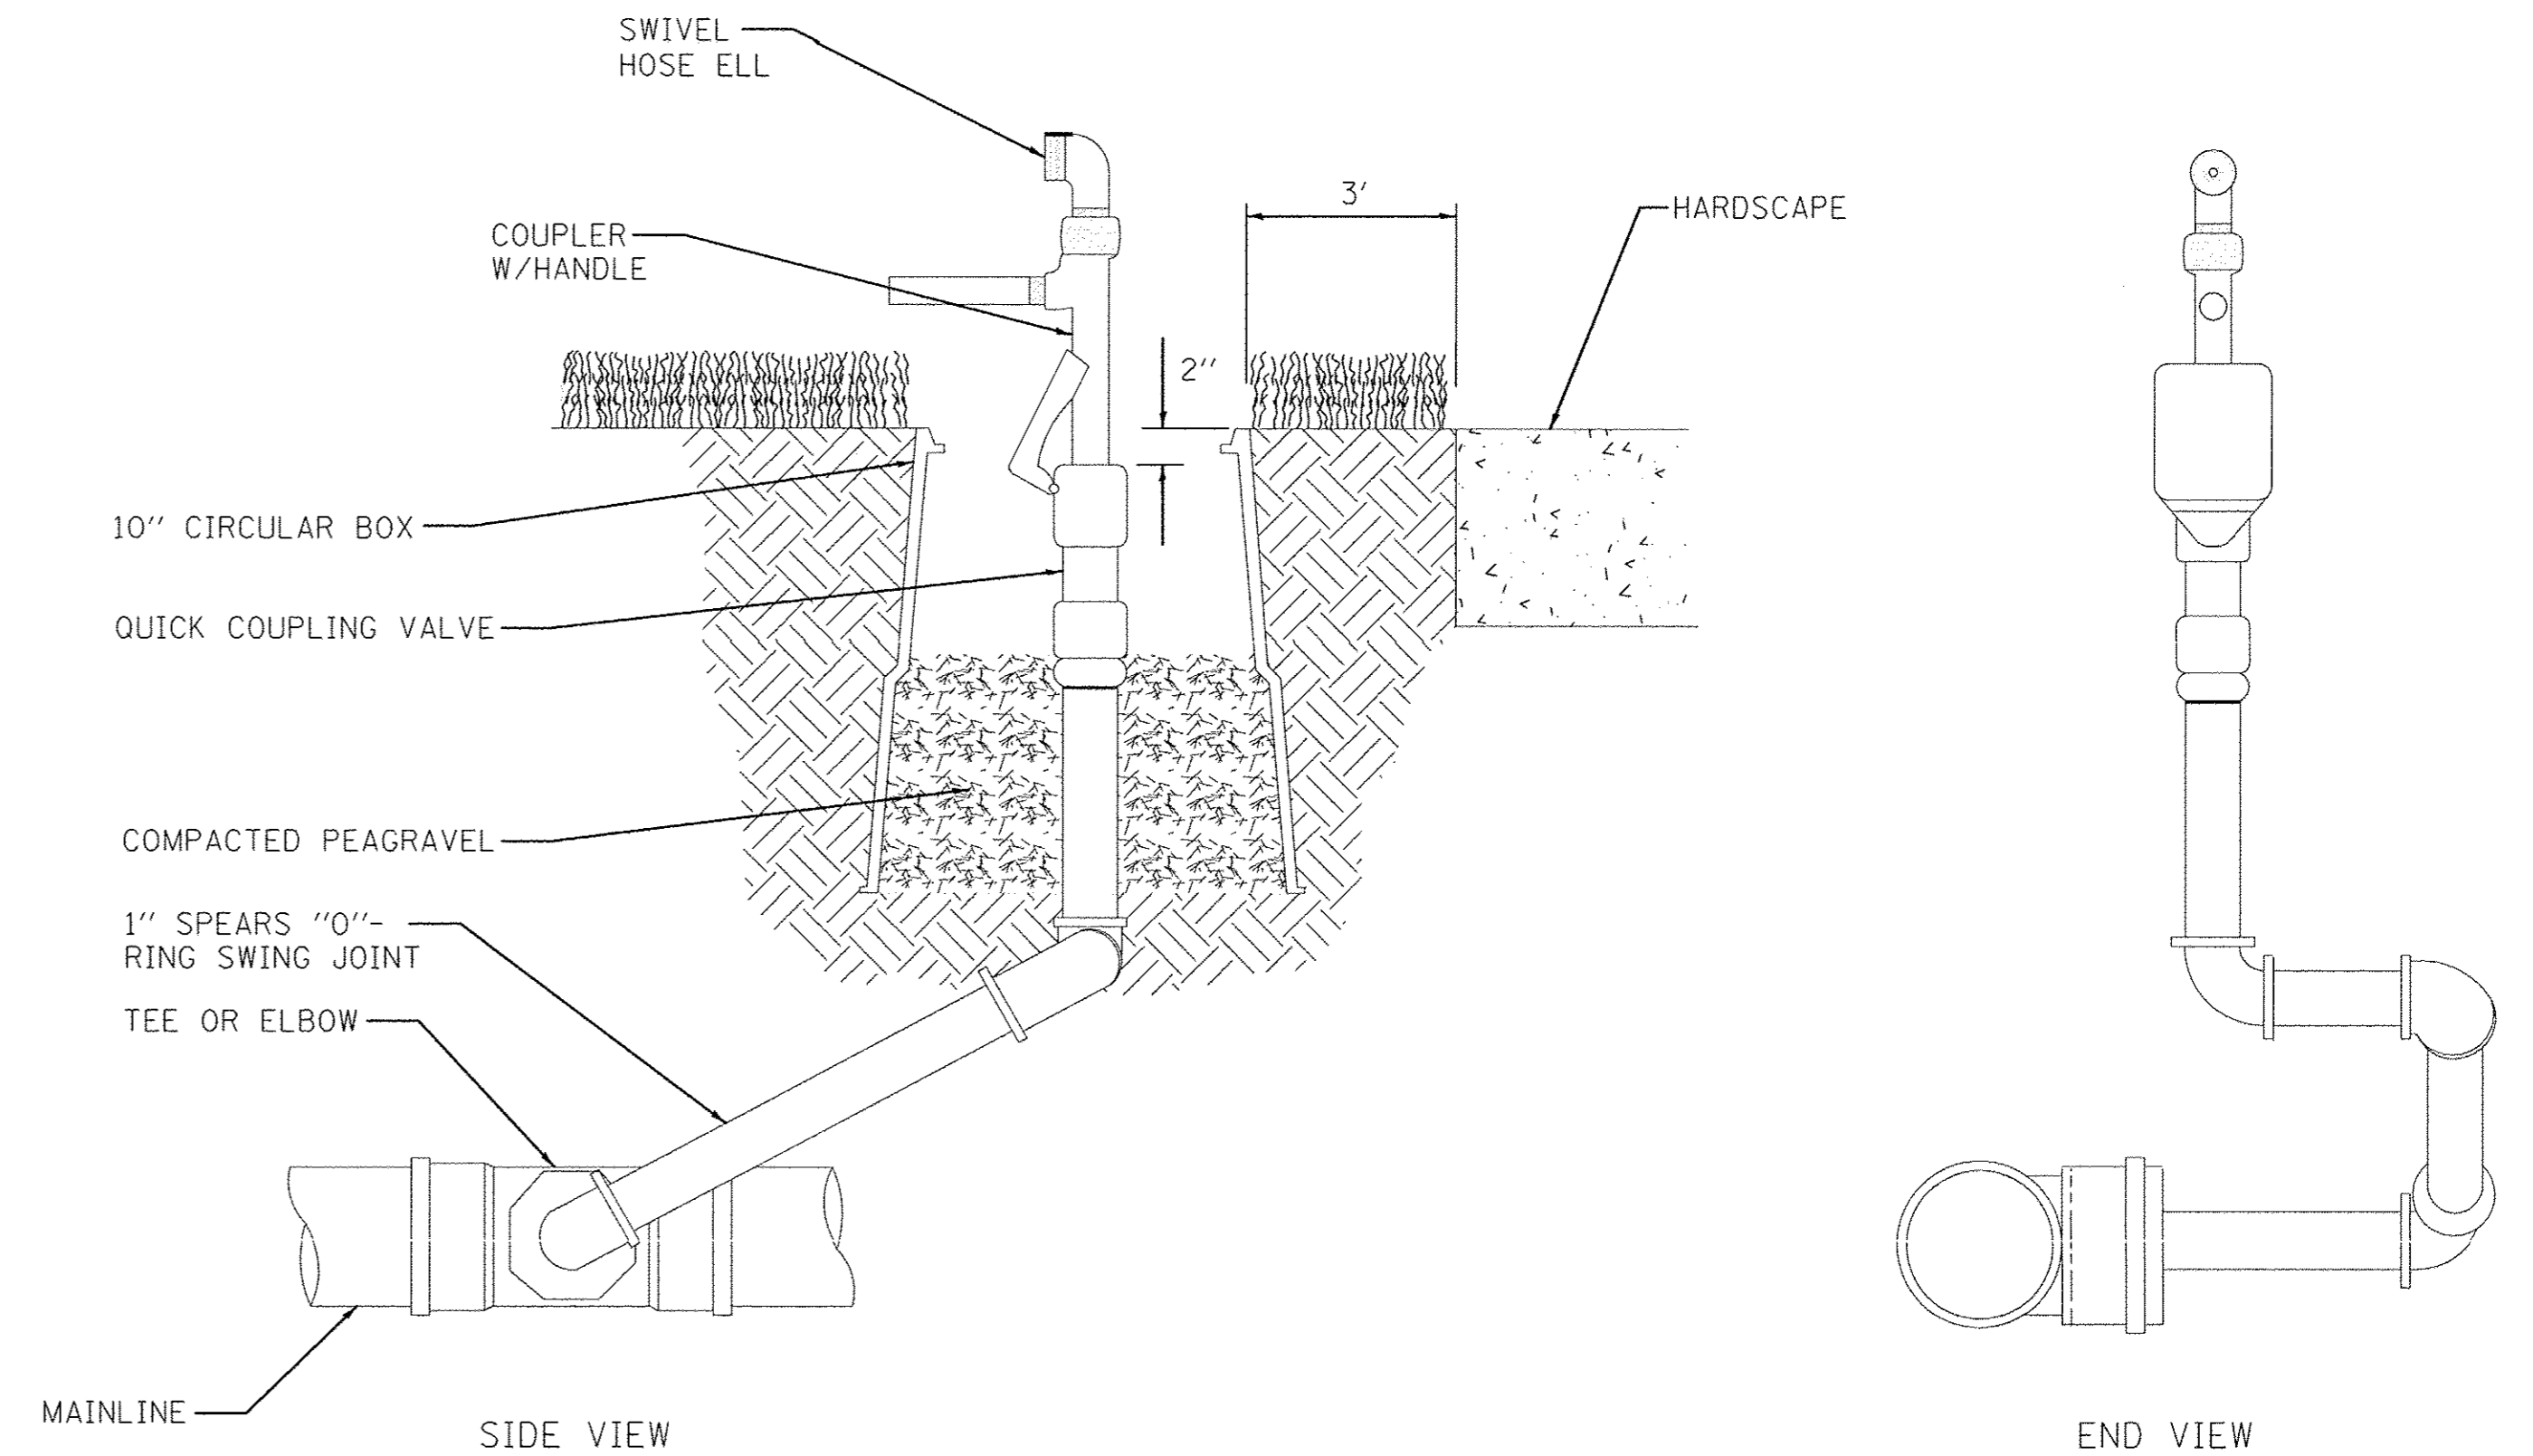 SWIVEL
HOSE ELL
COUPLER
W/HANDLE
3'
HARDSCAPE
2"
10" CIRCULAR BOX
QUICK COUPLING VALVE
COMPACTED PEAGRAVEL
1" SPEARS "O"-
RING SWING JOINT
TEE OR ELBOW
MAINLINE
SIDE VIEW
END VIEW